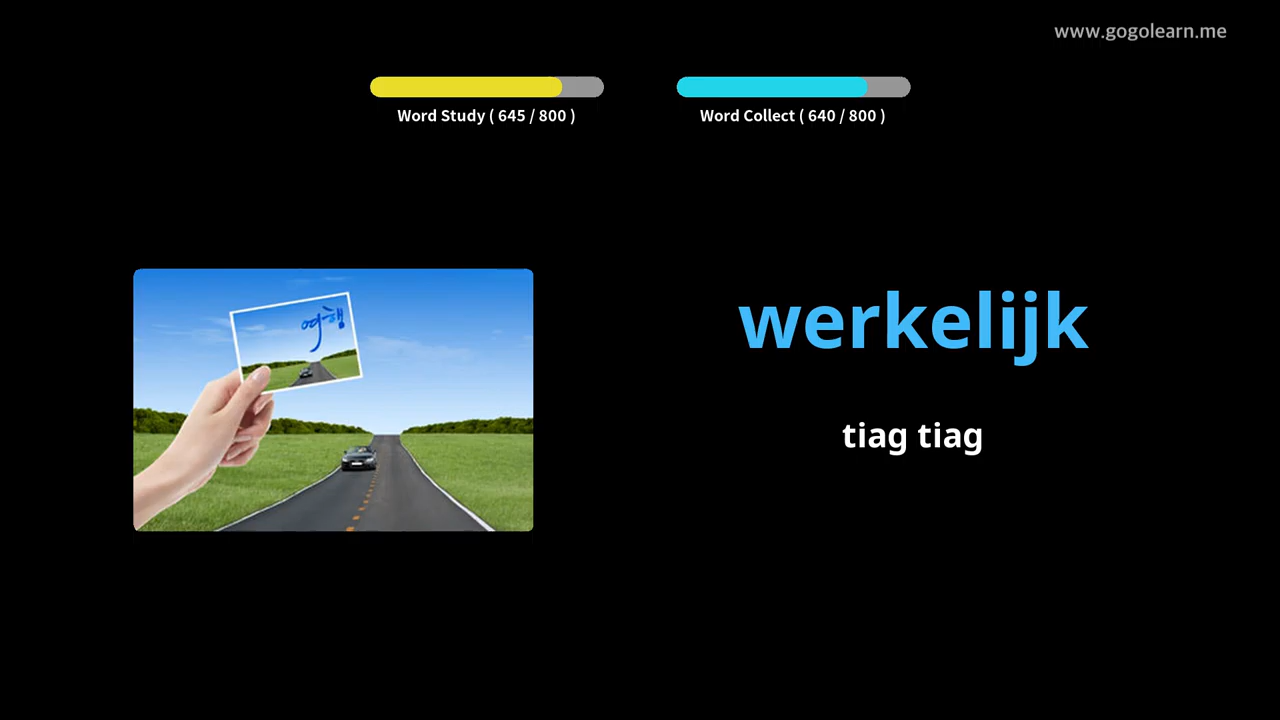 www.gogolearn.me
Word Study ( 645 / 800 )
Word Collect ( 640 / 800 )
여행
werkelijk
tiag tiag